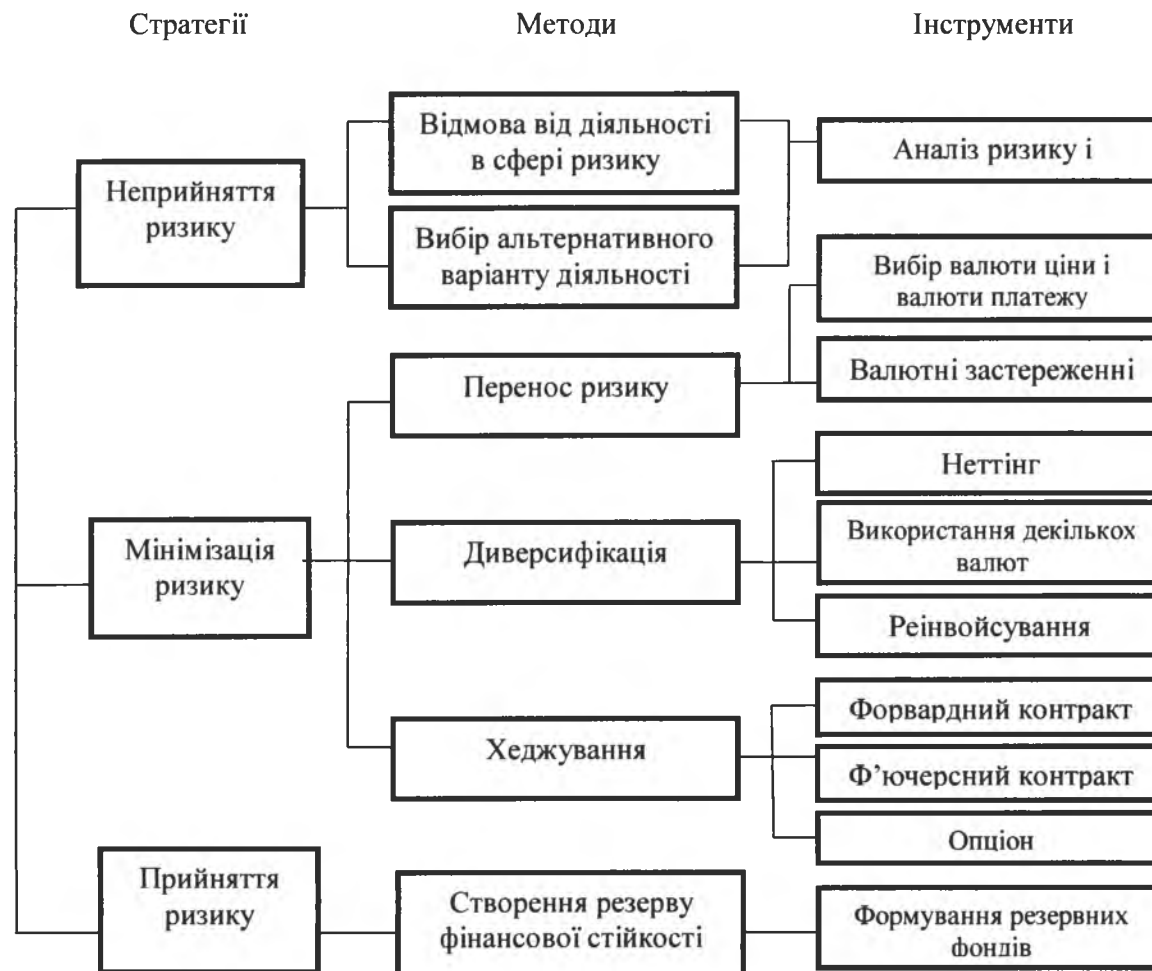 Стратегії Методи Інструменти
Відмова від діяльності
в сфері ризику
Аналіз ризику і
Неприйняття
ризику
Вибір альтернативного
варіанту діяльності
Вибір валюти ціни і
валюти платежу
Перенос ризику
Валютні застереженні
Неттінг
Мінімізація
ризику
Диверсифікація
Використання декількох
валют
Реінвойсування
Форвардний контракт
Хеджування
Ф’ючерсний контракт
Опціон
Прийняття
ризику
Створення резерву
фінансової стійкості
Формування резервних
фондів